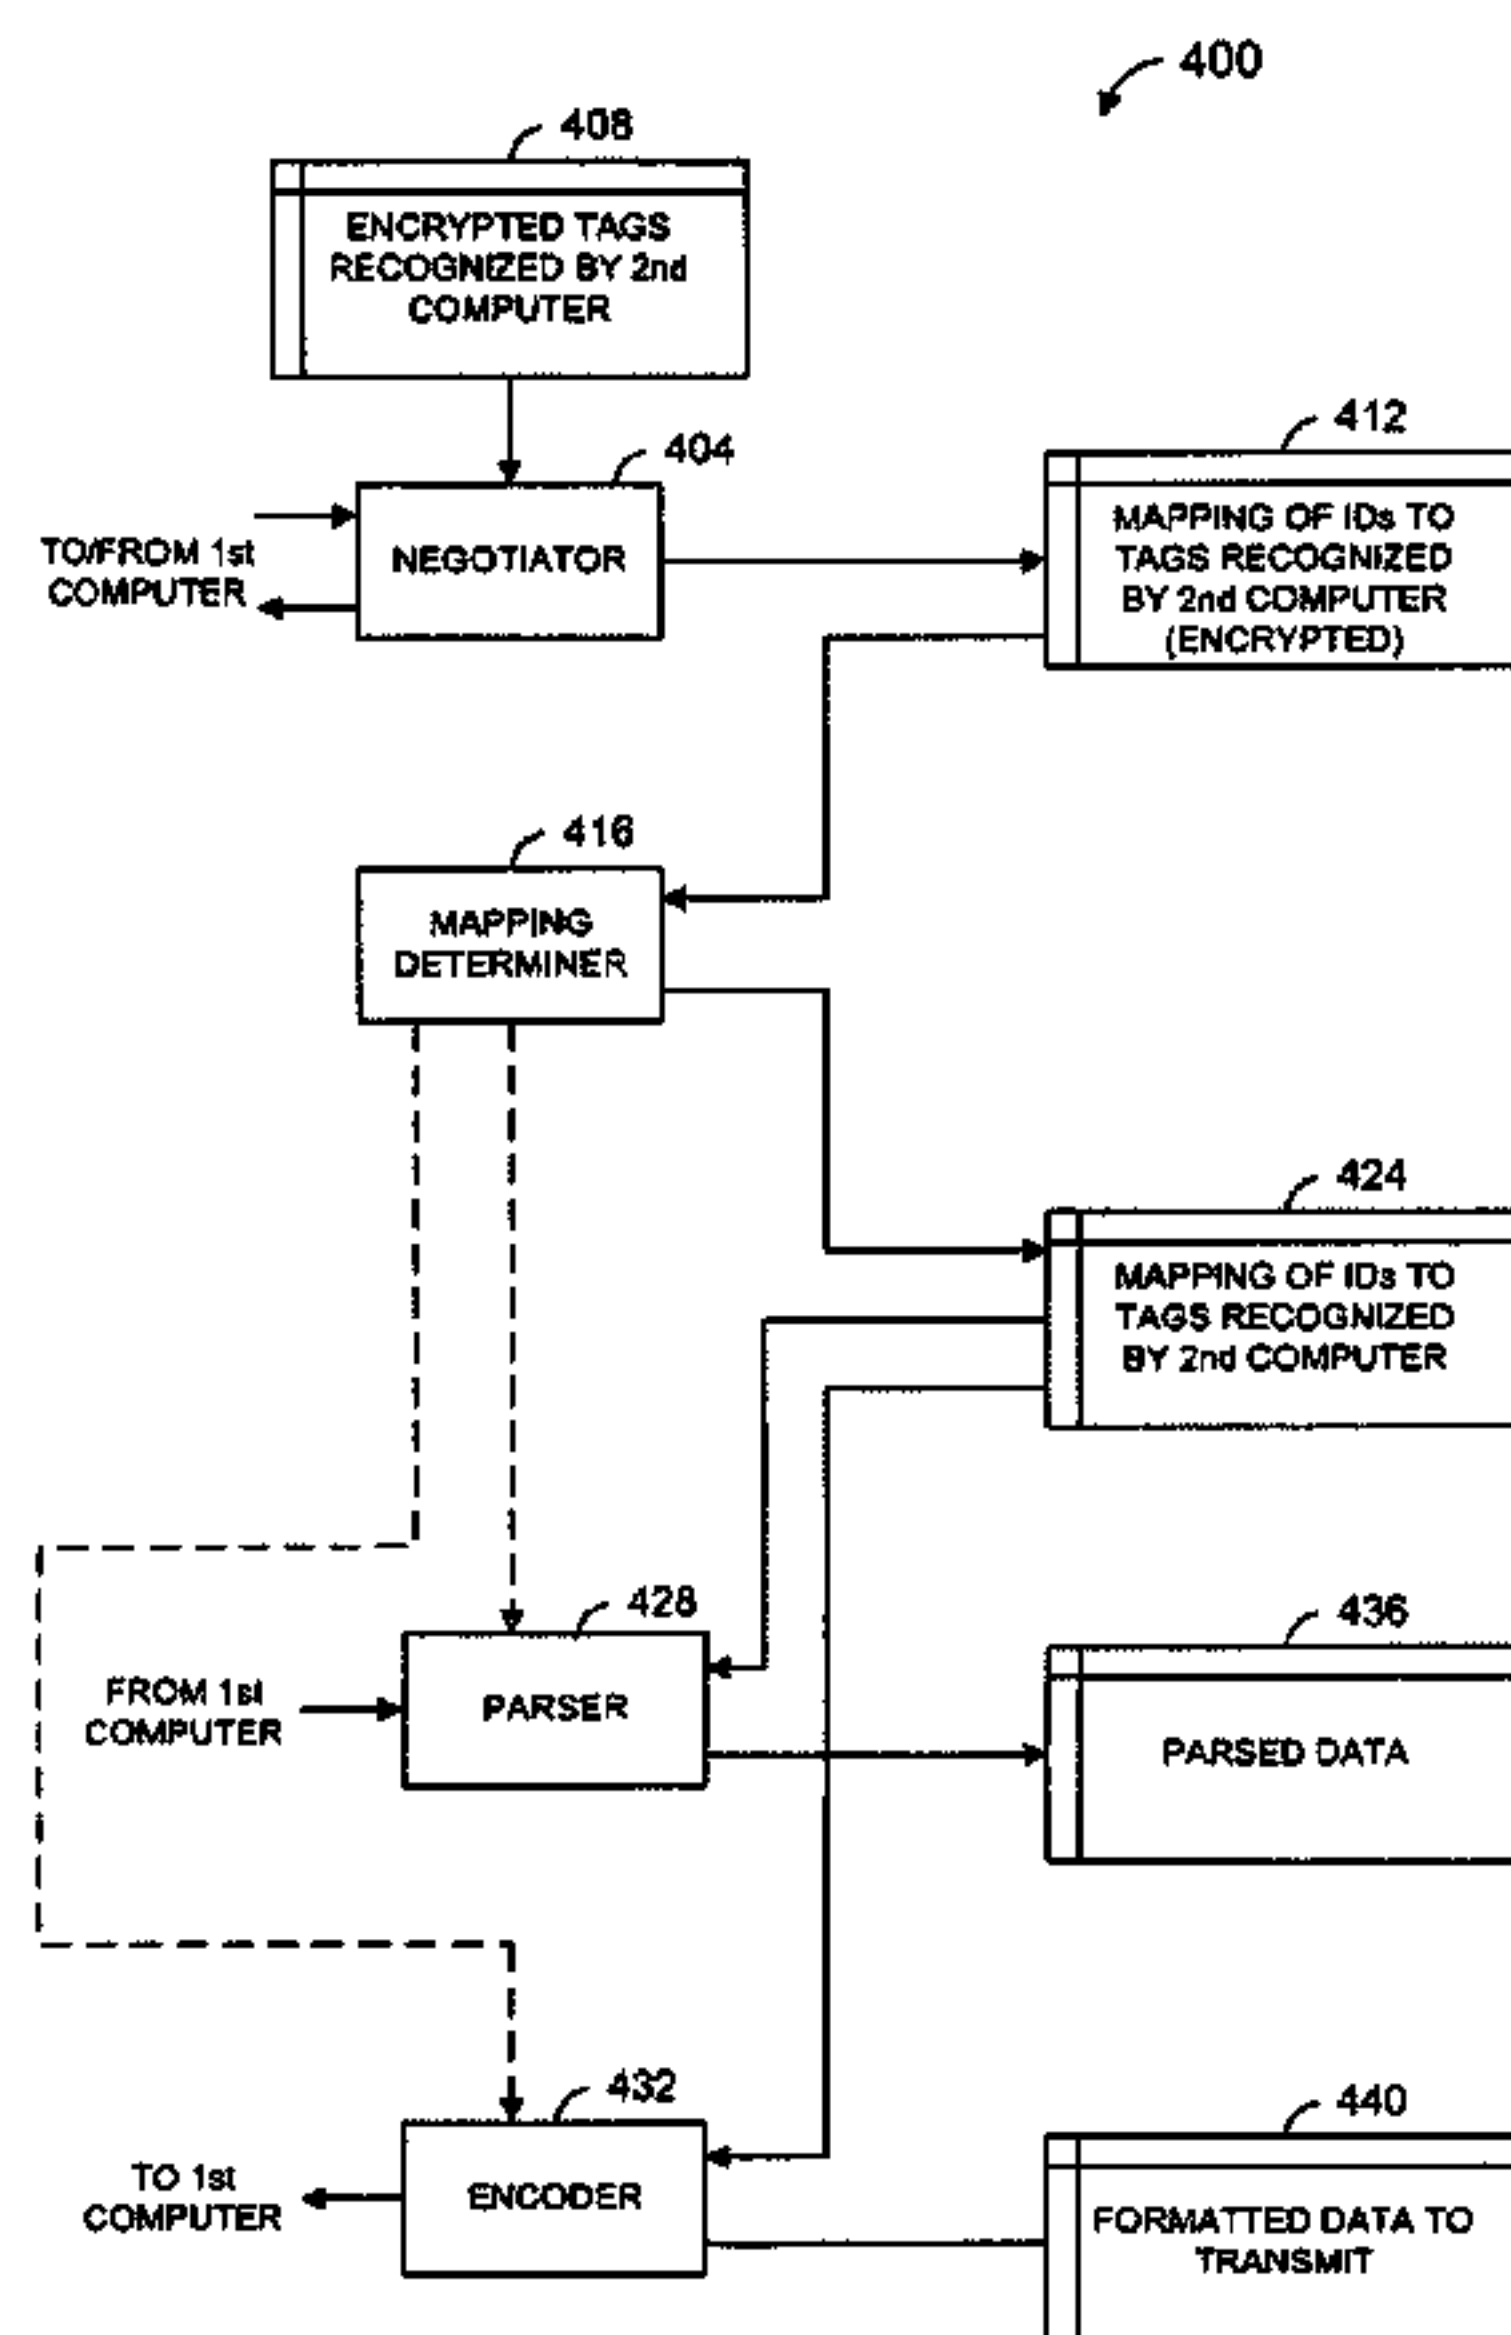 400
408
ENCRYPTED TAGS
RECOGNIZED BY 2nd
COMPUTER
404
NEGOTIATOR
TO/FROM 1st
COMPUTER
412
MAPPING OF IDs TO
TAGS RECOGNIZED
BY 2nd COMPUTER
(ENCRYPTED)
416
MAPPING
DETERMINER
424
MAPPING OF IDs TO
TAGS RECOGNIZED
BY 2nd COMPUTER
428
PARSER
FROM 1st
COMPUTER
436
PARSED DATA
432
ENCODER
TO 1st
COMPUTER
440
FORMATTED DATA TO
TRANSMIT